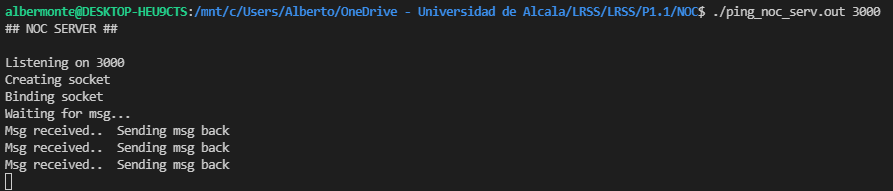 albermonte@DESKTOP-HEU9CTS:/mnt/c/Users/Alberto/OneDrive - Universidad de Alcala/LRSS/LRSS/P1.1/NOC$ ./ping_noc_serv.out 3000
## NOC SERVER ##
Listening on 3000
Creating socket
Binding socket
Waiting for msg...
Msg received..  Sending msg back
Msg received..  Sending msg back
Msg received..  Sending msg back